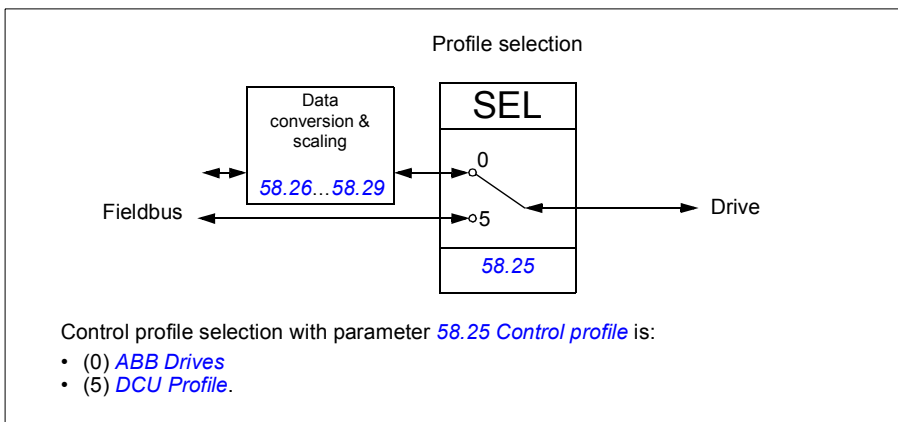 Profile selection
Data
conversion &
scaling
58.26...58.29
SEL
0
5
58.25
Fieldbus
Drive
Control profile selection with parameter 58.25 Control profile is:
• (0) ABB Drives
• (5) DCU Profile.